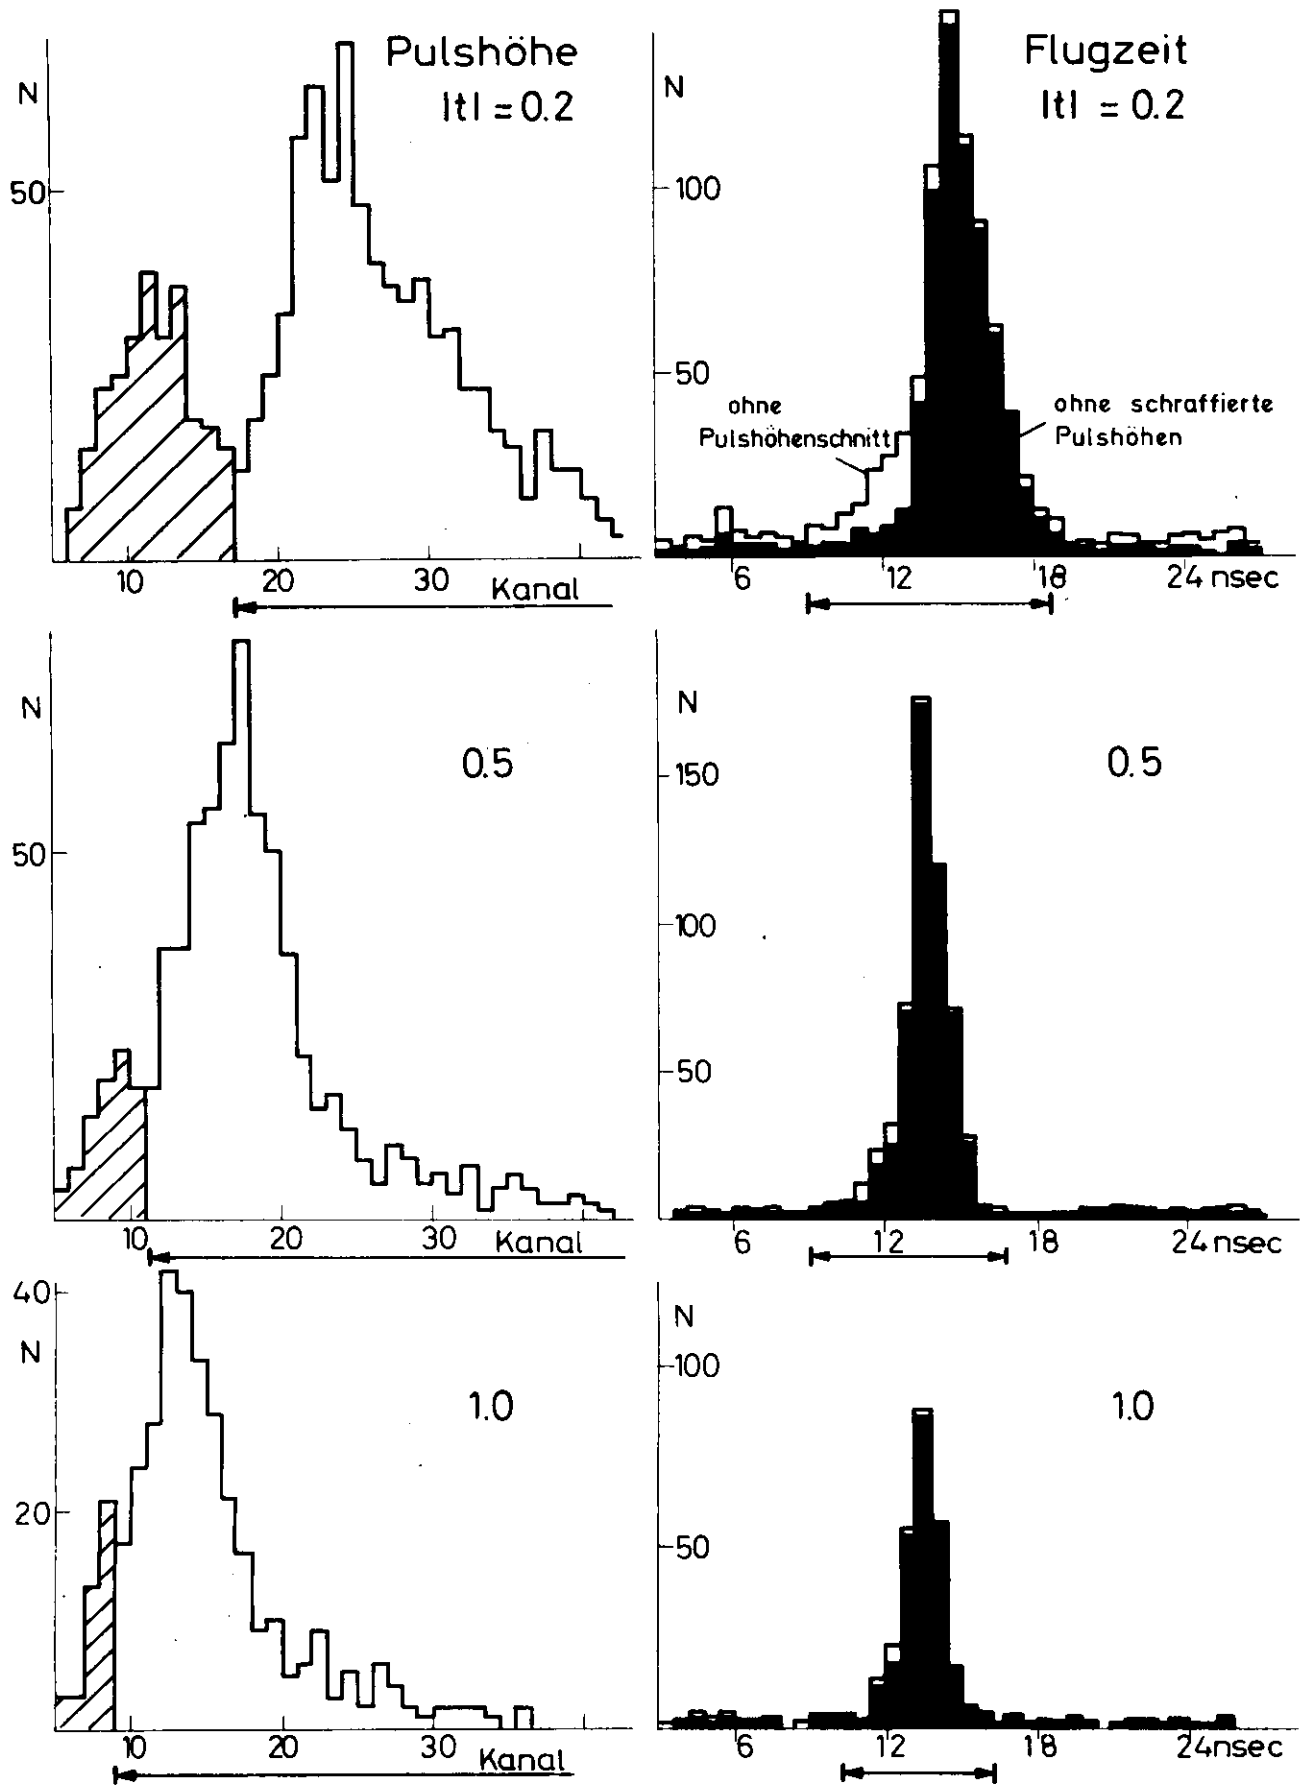 Pulshöhe
|t| = 0.2
N
50
10 20 30 Kanal
Flugzeit
|t| = 0.2
N
100
50
ohne
Pulshöhenschnitt
ohne schraffierte
Pulshöhen
6 12 18 24 nsec
N
0.5
50
10 20 30 Kanal
N
0.5
150
100
50
6 12 18 24 nsec
40
N
1.0
20
10 20 30 Kanal
N
100
1.0
50
6 12 18 24 nsec